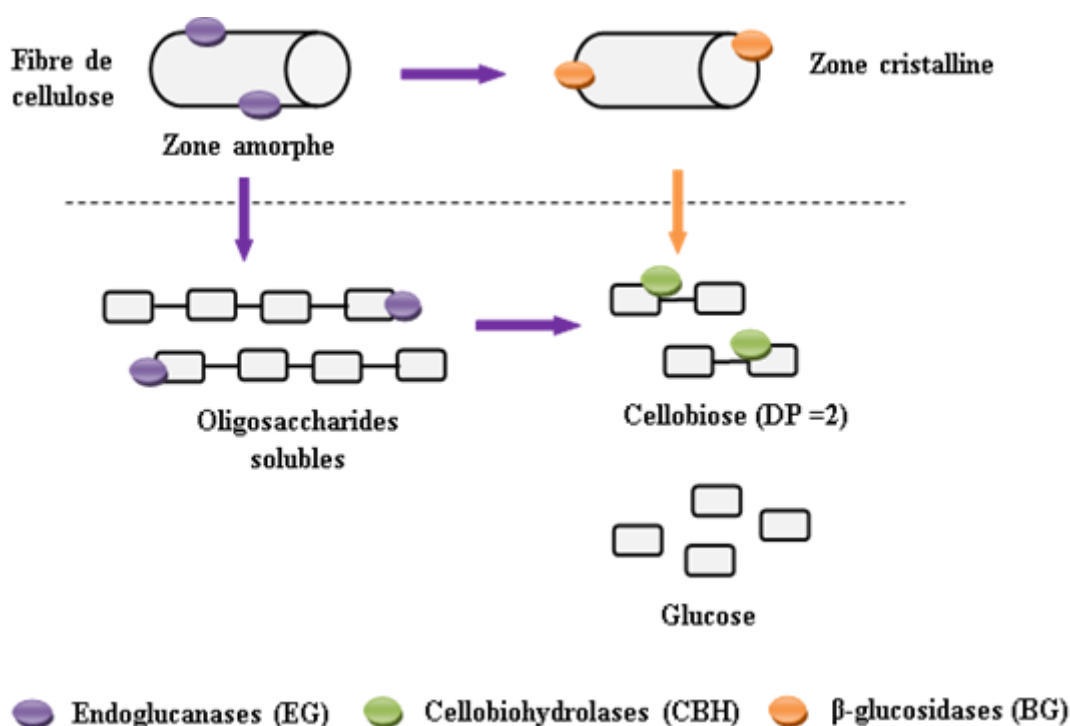 Fibre de
cellulose
Zone cristalline
Zone amorphe
Oligosaccharides
solubles
Cellobiose (DP =2)
Glucose
Endoglucanases (EG)
Cellobiohydrolases (CBH)
β-glucosidases (BG)